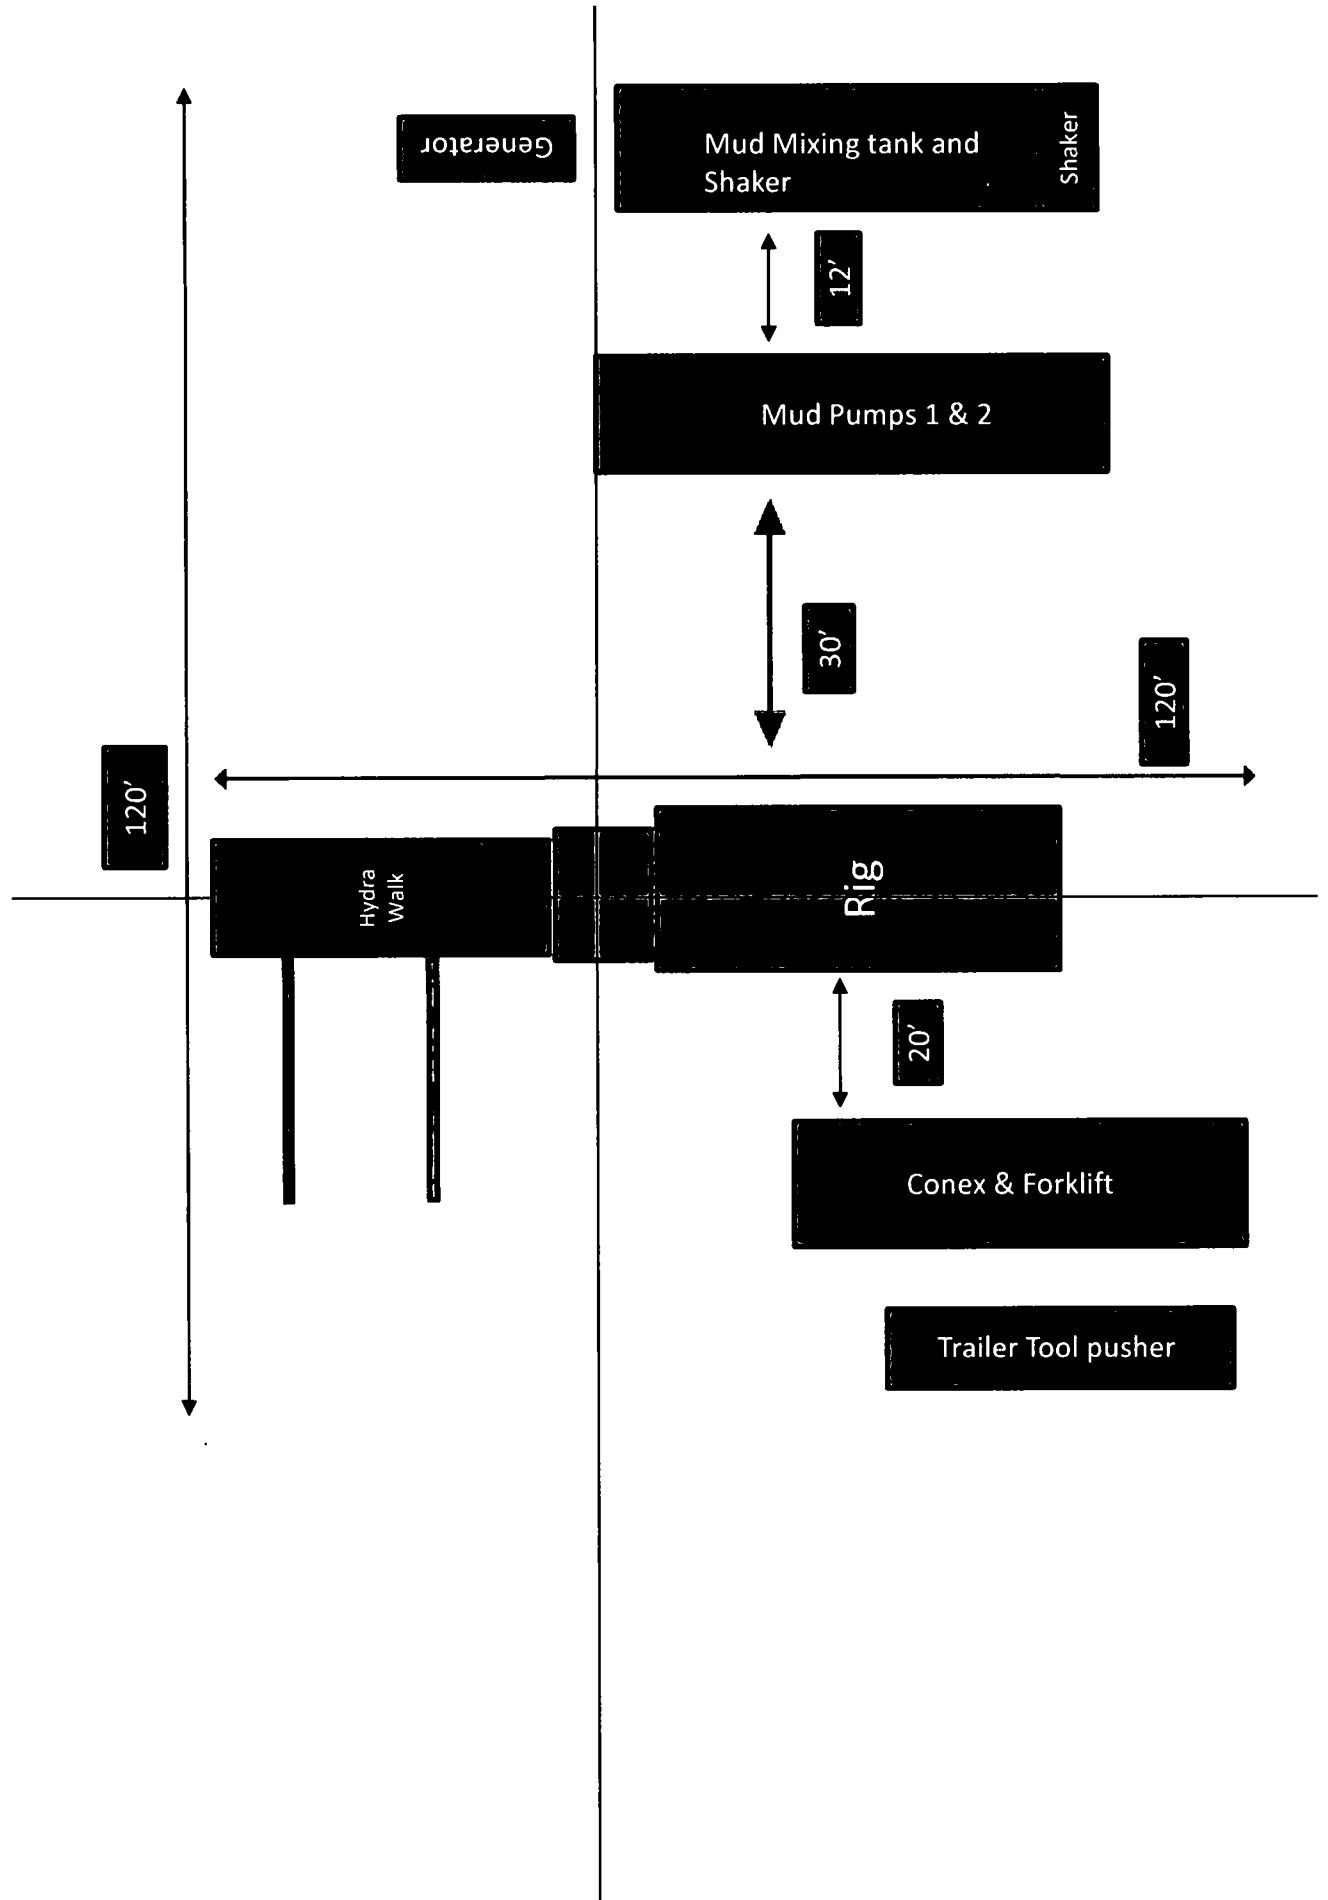 Generator
Mud Mixing tank and
Shaker
Shaker
12’
Mud Pumps 1 & 2
30’
120’
120’
Hydra
Walk
Rig
20’
Conex & Forklift
Trailer Tool pusher